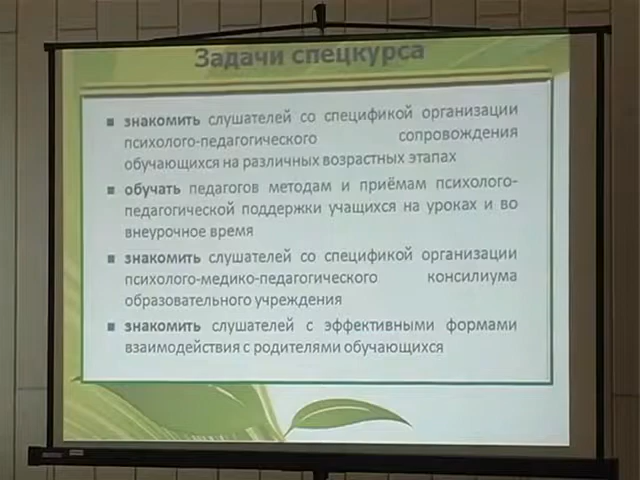 Задачи спецкурса
▪ знакомить слушателей со спецификой организации
психолого-педагогического сопровождения
обучающихся на различных возрастных этапах
▪ обучать педагогов методам и приёмам психолого-
педагогической поддержки учащихся на уроках и во
внеурочное время
▪ знакомить слушателей со спецификой организации
психолого-медико-педагогического консилиума
образовательного учреждения
▪ знакомить слушателей с эффективными формами
взаимодействия с родителями обучающихся